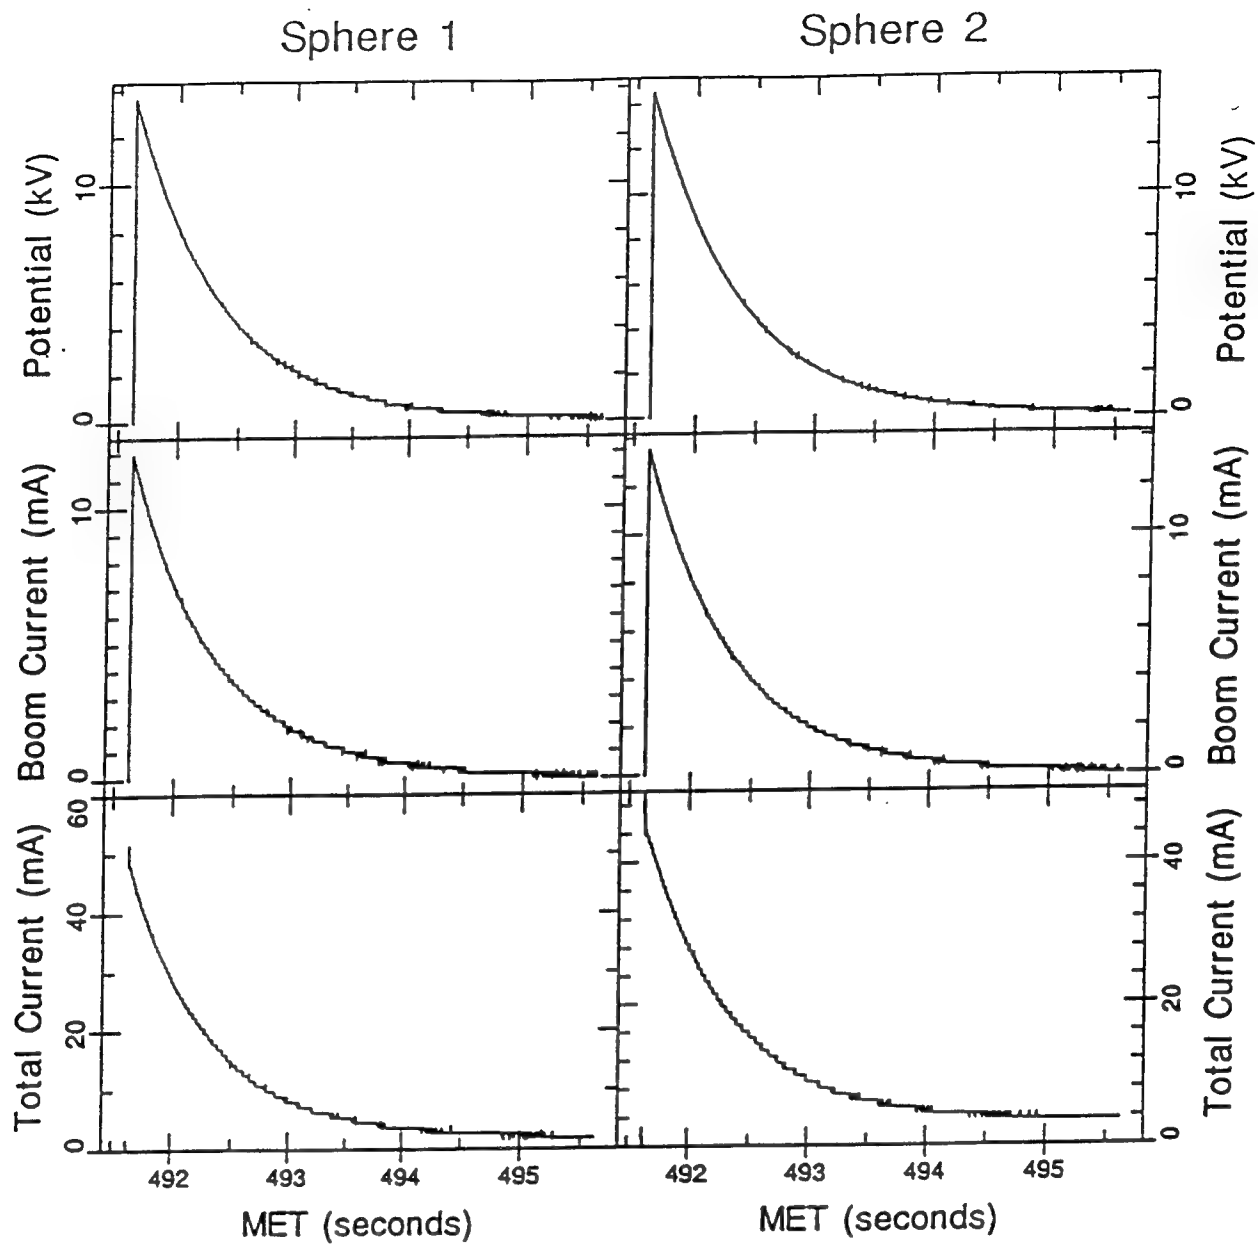 Sphere 1
Sphere 2
Potential (kV)
10
0
10
0
Potential (kV)
Boom Current (mA)
10
0
10
0
Boom Current (mA)
Total Current (mA)
60
40
20
0
40
20
0
Total Current (mA)
492 493 494 495
492 493 494 495
MET (seconds)
MET (seconds)